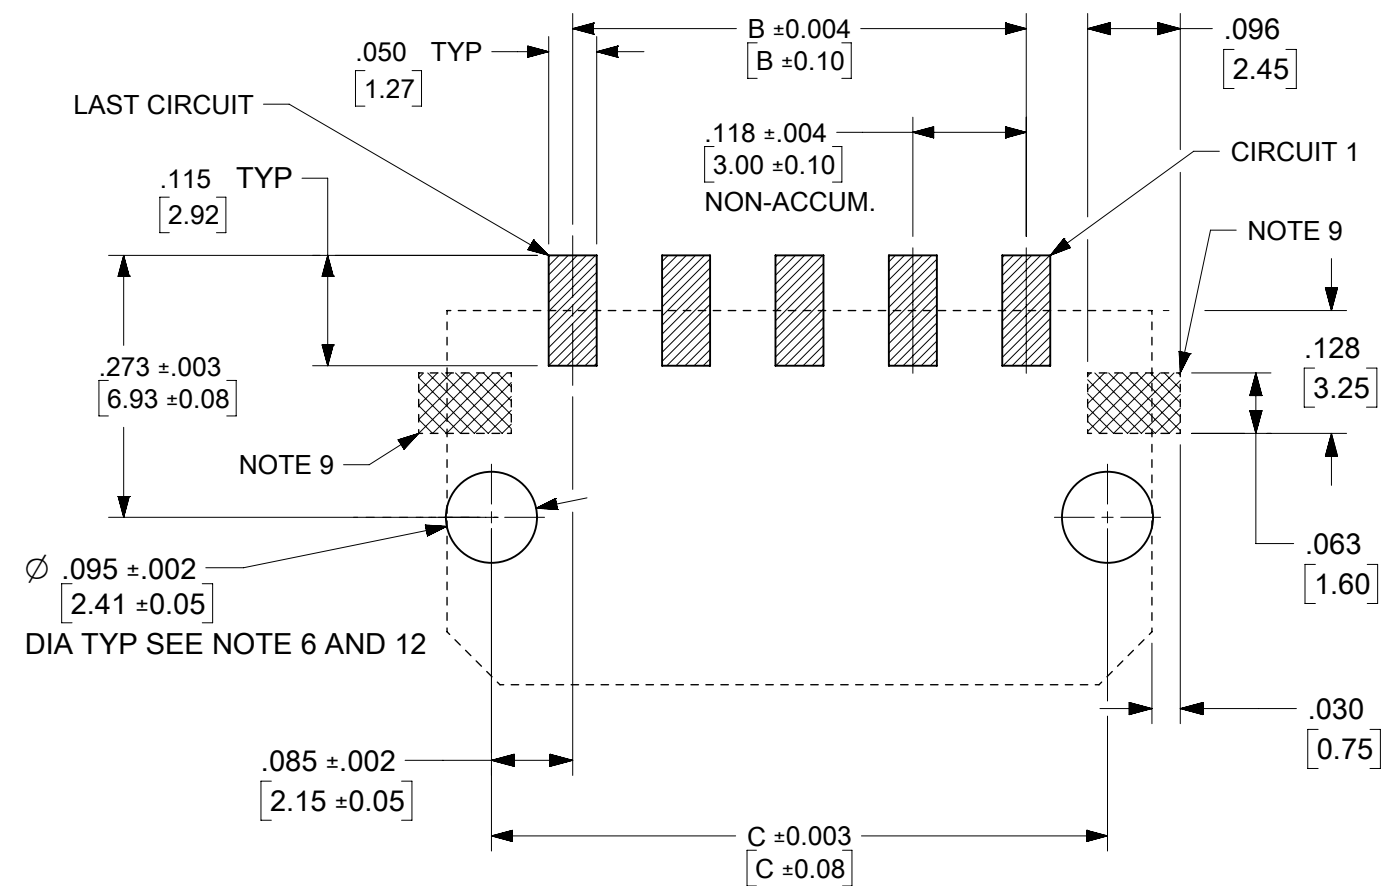 B ±0.004
[B ±0.10]
.050 TYP
[1.27]
.096
[2.45]
LAST CIRCUIT
.118 ±.004
[3.00 ±0.10]
NON-ACCUM.
CIRCUIT 1
.115 TYP
[2.92]
NOTE 9
.273 ±.003
[6.93 ±0.08]
.128
[3.25]
NOTE 9
.063
[1.60]
∅ .095 ±.002
[2.41 ±0.05]
DIA TYP SEE NOTE 6 AND 12
.030
[0.75]
.085 ±.002
[2.15 ±0.05]
C ±0.003
[C ±0.08]